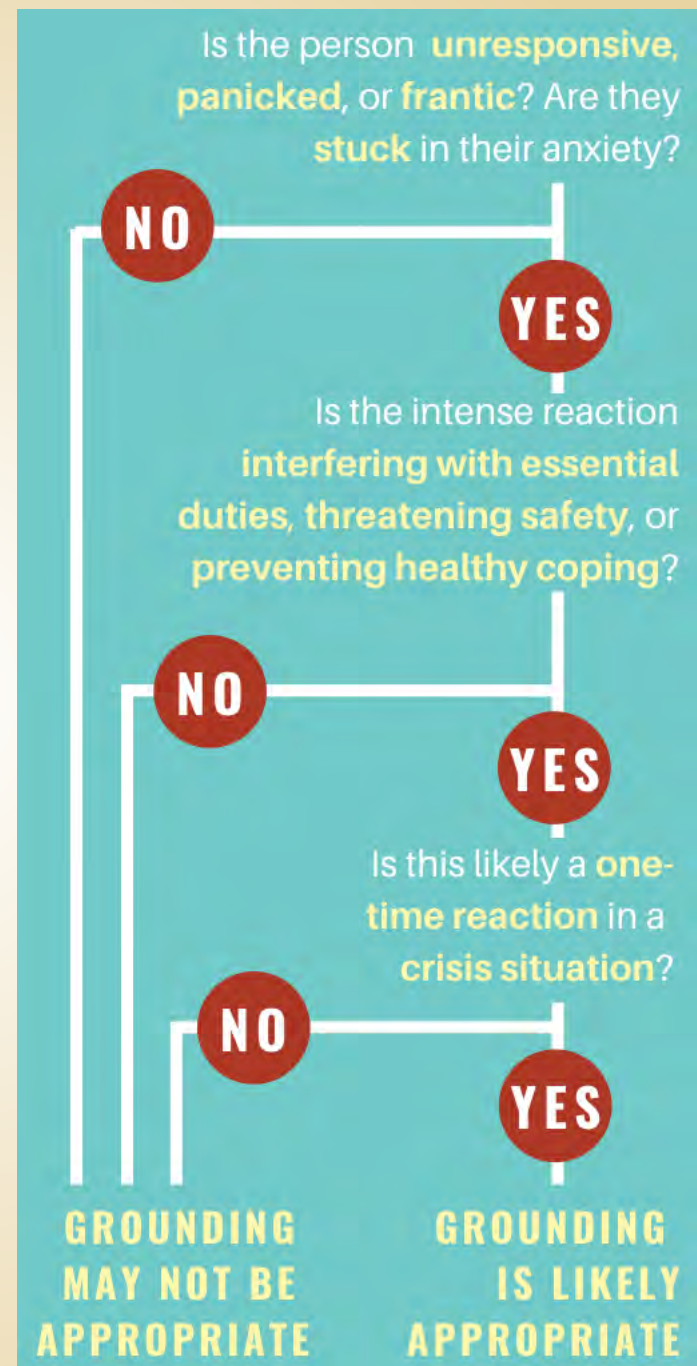 Is the person unresponsive,
panicked, or frantic? Are they
stuck in their anxiety?
NO
YES
Is the intense reaction
interfering with essential
duties, threatening safety, or
preventing healthy coping?
NO
YES
Is this likely a one-
time reaction in a
crisis situation?
NO
YES
GROUNDING
MAY NOT BE
APPROPRIATE
GROUNDING
IS LIKELY
APPROPRIATE